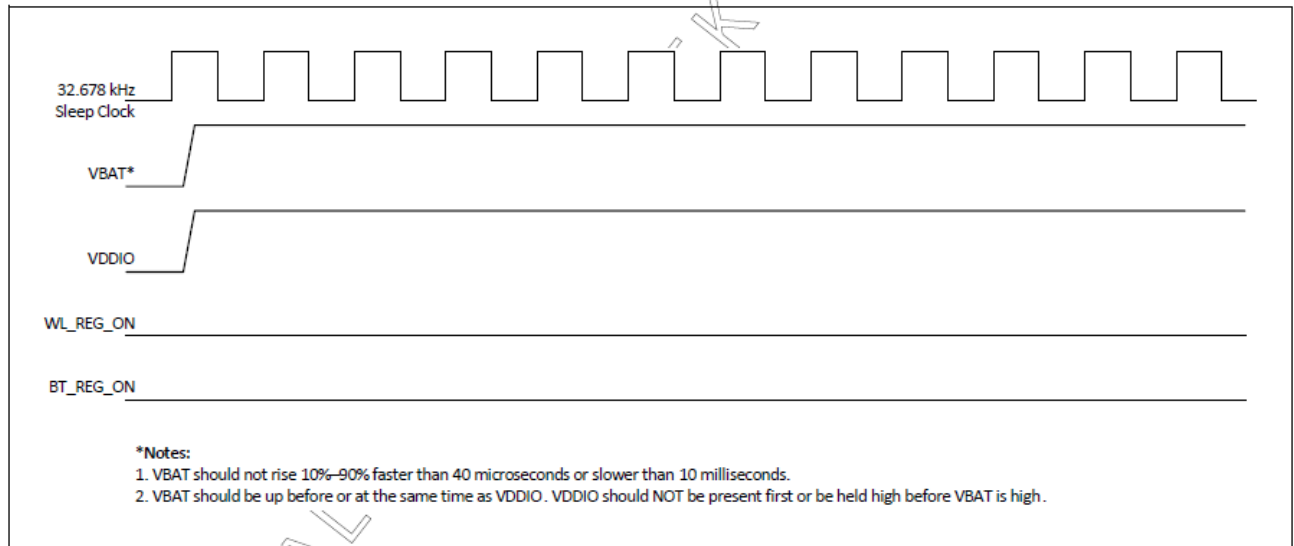 32.678 kHz
Sleep Clock
VBAT*
VDDIO
WL_REG_ON
BT_REG_ON
*Notes:
1. VBAT should not rise 10%–90% faster than 40 microseconds or slower than 10 milliseconds.
2. VBAT should be up before or at the same time as VDDIO. VDDIO should NOT be present first or be held high before VBAT is high.